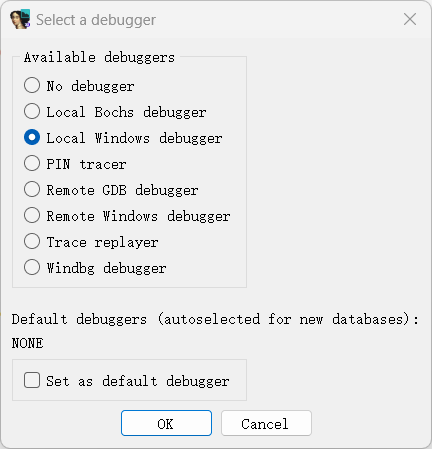 Select a debugger
Available debuggers
No debugger
Local Bochs debugger
Local Windows debugger
PIN tracer
Remote GDB debugger
Remote Windows debugger
Trace replayer
Windbg debugger
Default debuggers (autoselected for new databases):
NONE
Set as default debugger
OK
Cancel